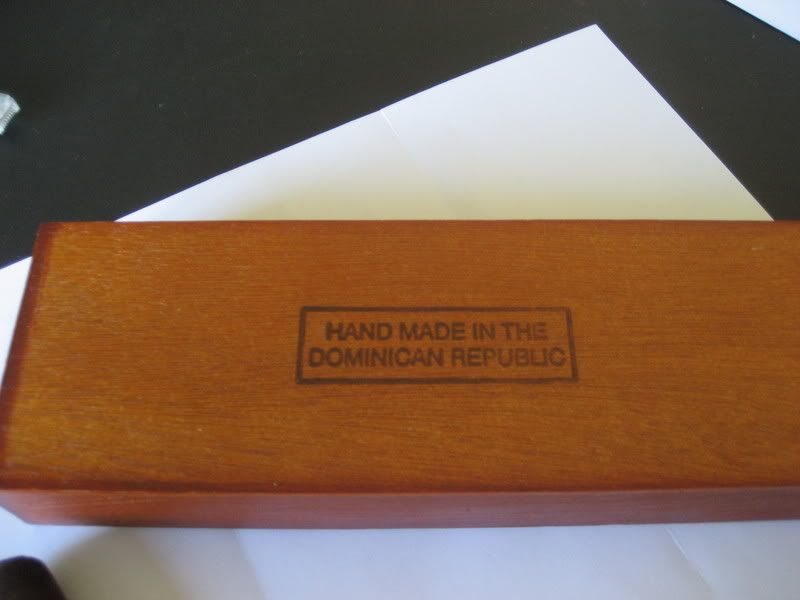 HAND MADE IN THE
DOMINICAN REPUBLIC